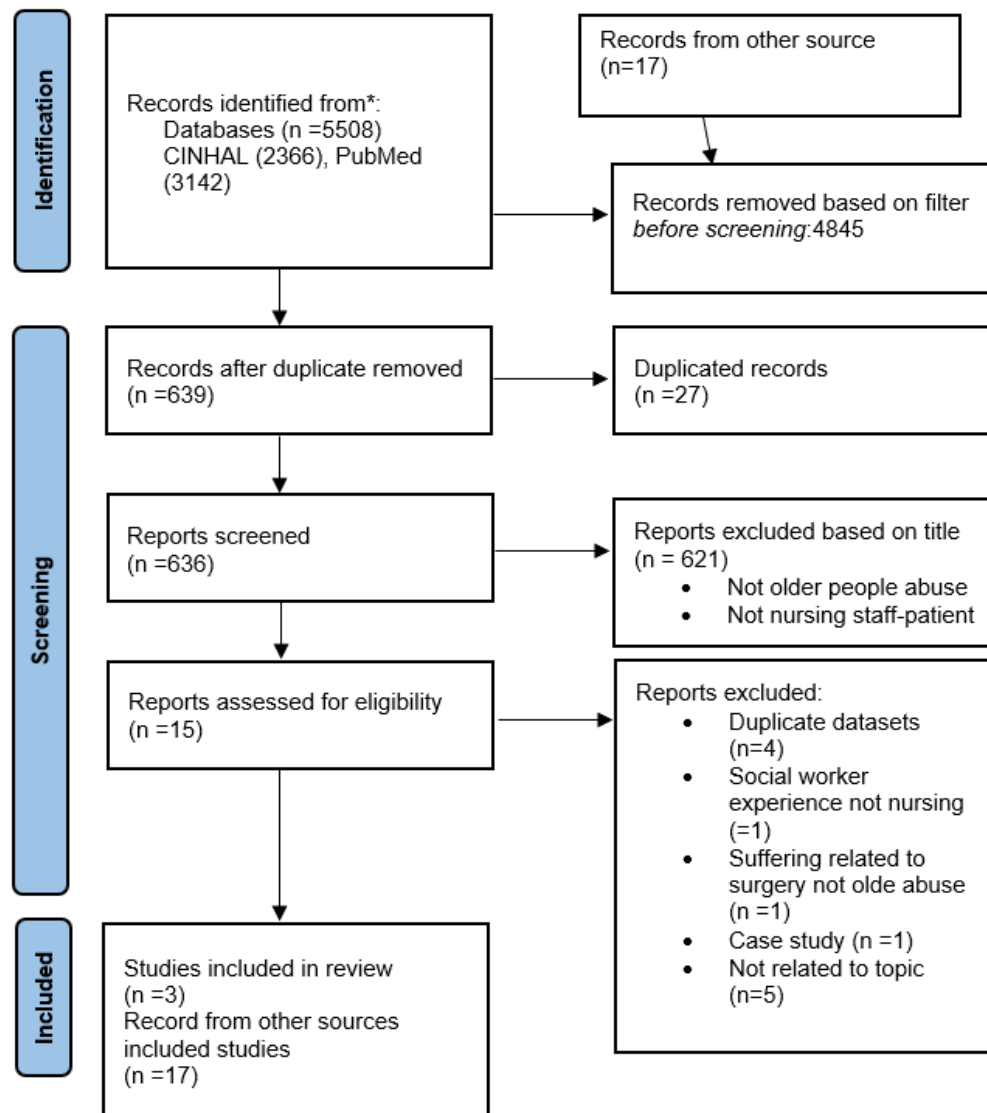 Identification
Records identified from*:
Databases (n =5508)
CINHAL (2366), PubMed
(3142)
Records from other source
(n=17)
Records removed based on filter
before screening:4845
Screening
Records after duplicate removed
(n =639)
Duplicated records
(n =27)
Reports screened
(n =636)
Reports excluded based on title
(n = 621)
• Not older people abuse
• Not nursing staff-patient
Reports assessed for eligibility
(n =15)
Reports excluded:
• Duplicate datasets
(n=4)
• Social worker
experience not nursing
(=1)
• Suffering related to
surgery not olde abuse
(n =1)
• Case study (n =1)
• Not related to topic
(n=5)
Included
Studies included in review
(n =3)
Record from other sources
included studies
(n =17)